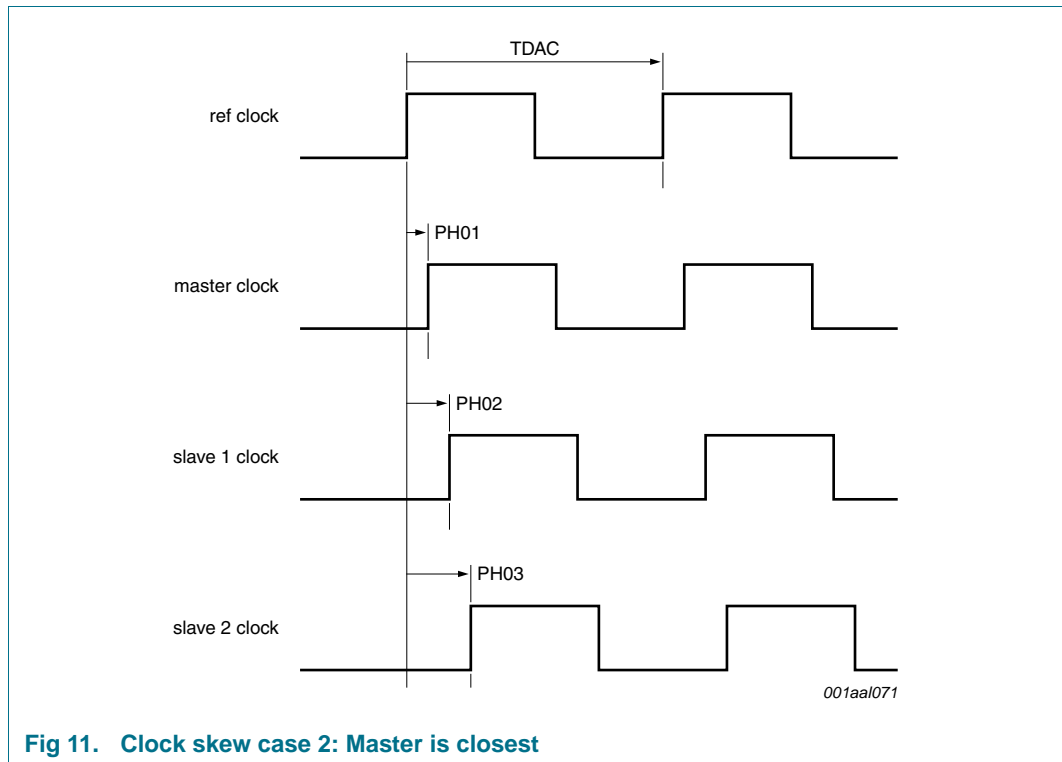 TDAC
ref clock
PH01
master clock
PH02
slave 1 clock
PH03
slave 2 clock
001aal071
Fig 11. Clock skew case 2: Master is closest